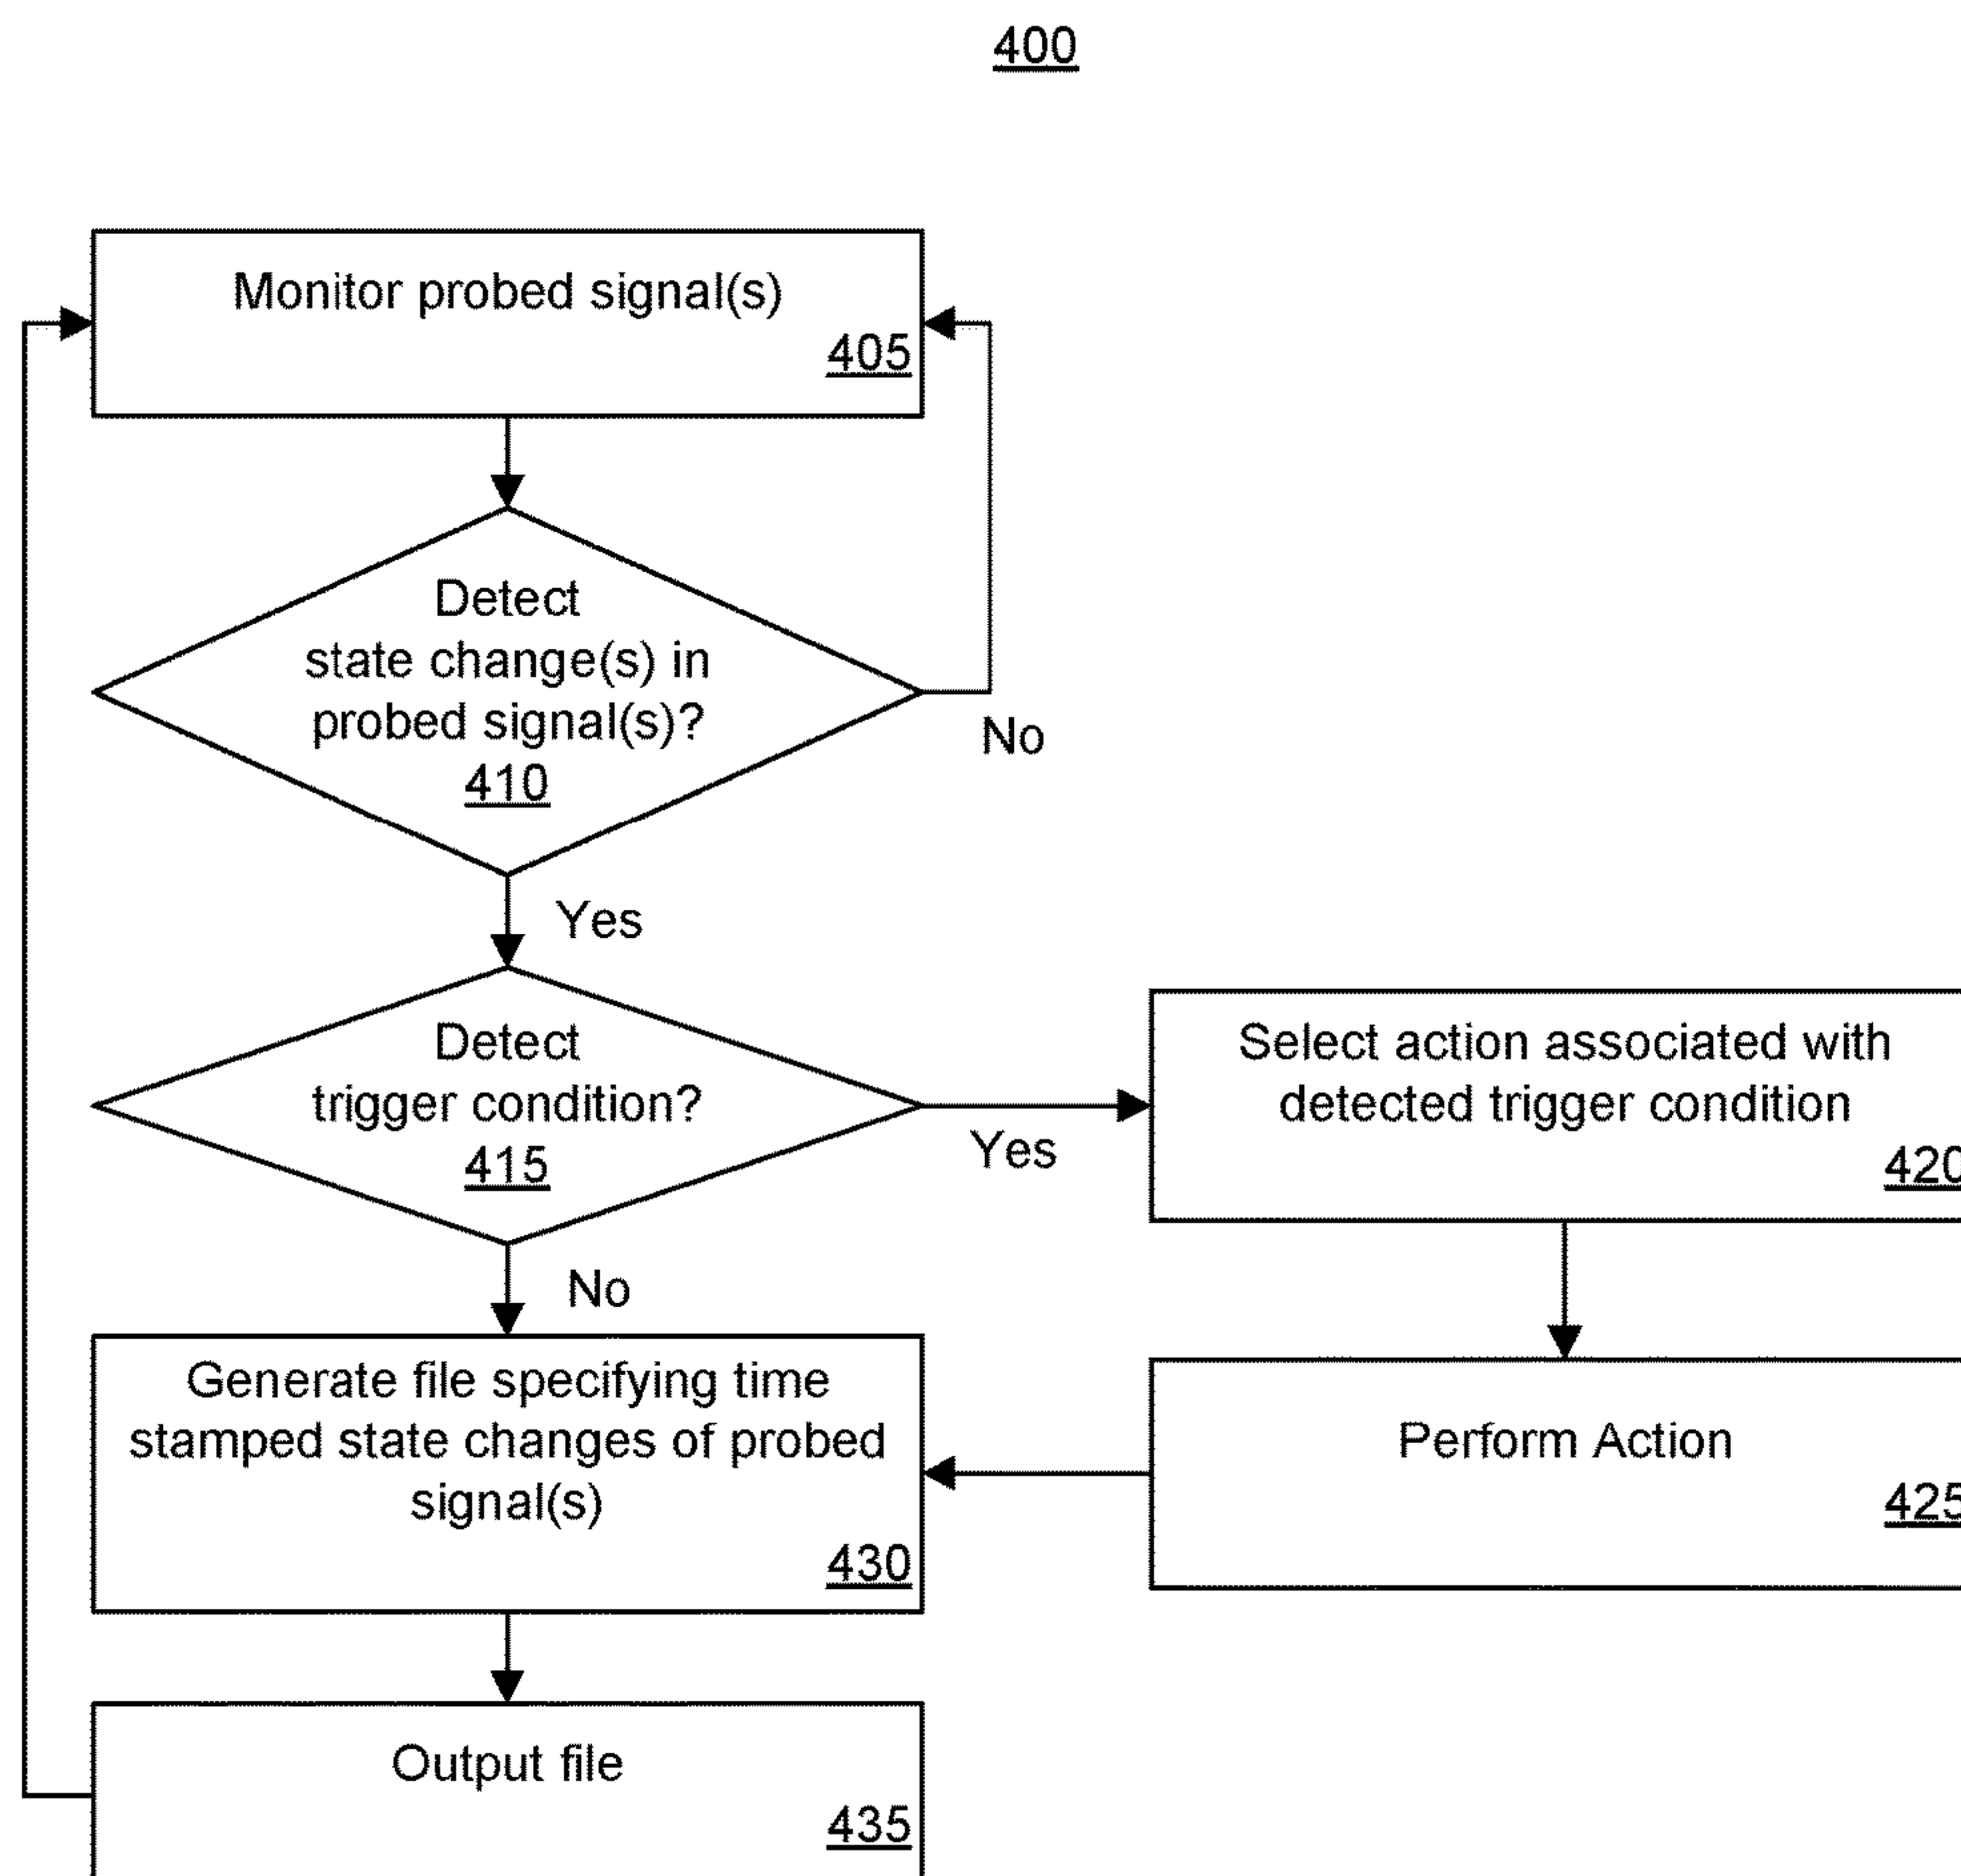 400
Monitor probed signal(s)
405
Detect
state change(s) in
probed signal(s)?
410
No
Yes
Detect
trigger condition?
415
Yes
No
Select action associated with
detected trigger condition
420
Perform Action
425
Generate file specifying time
stamped state changes of probed
signal(s)
430
Output file
435